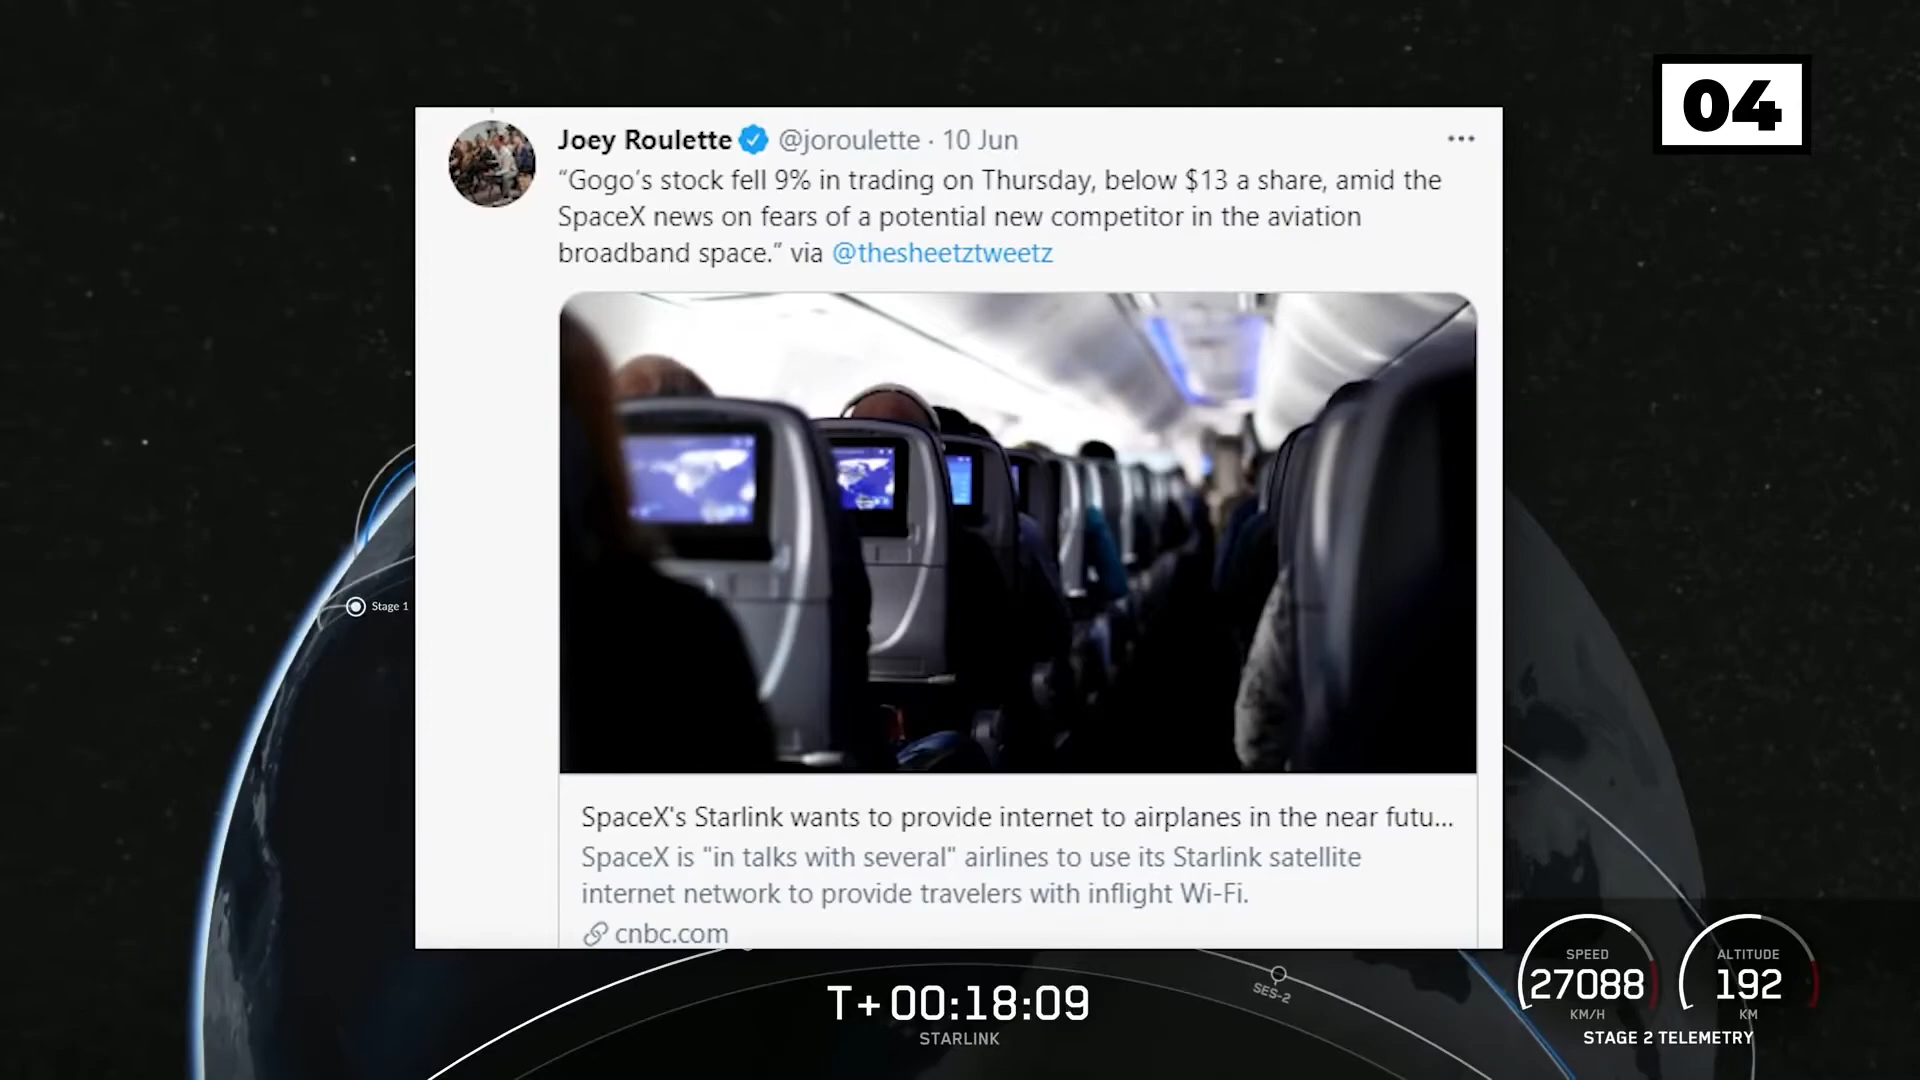 04
Joey Roulette @joroulette · 10 Jun
“Gogo’s stock fell 9% in trading on Thursday, below $13 a share, amid the
SpaceX news on fears of a potential new competitor in the aviation
broadband space.” via @thesheetztweetz
SpaceX's Starlink wants to provide internet to airplanes in the near futu...
SpaceX is "in talks with several" airlines to use its Starlink satellite
internet network to provide travelers with inflight Wi-Fi.
cnbc.com
Stage 1
SES-2
T+00:18:09
STARLINK
SPEED
27088
KM/H
ALTITUDE
192
KM
STAGE 2 TELEMETRY